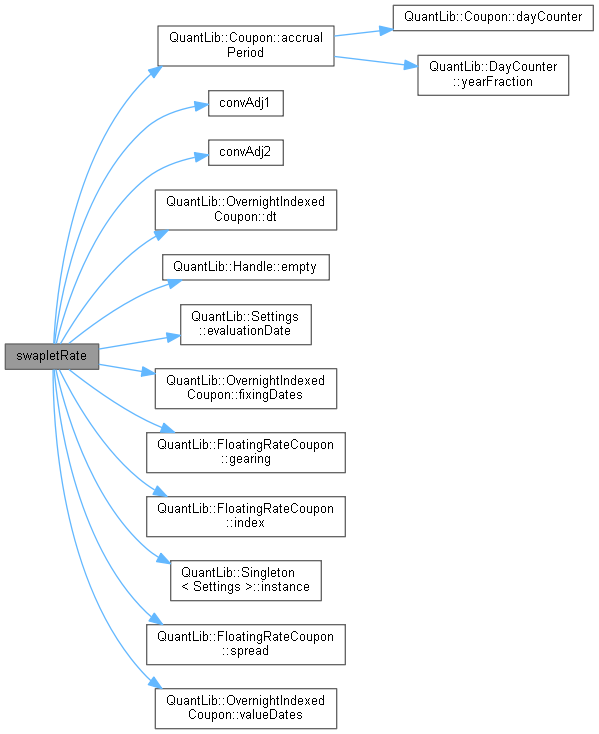 QuantLib::Coupon::accrual
Period
QuantLib::Coupon::dayCounter
QuantLib::DayCounter
::yearFraction
convAdj1
convAdj2
QuantLib::OvernightIndexed
Coupon::dt
QuantLib::Handle::empty
QuantLib::Settings
::evaluationDate
swapletRate
QuantLib::OvernightIndexed
Coupon::fixingDates
QuantLib::FloatingRateCoupon
::gearing
QuantLib::FloatingRateCoupon
::index
QuantLib::Singleton
< Settings >::instance
QuantLib::FloatingRateCoupon
::spread
QuantLib::OvernightIndexed
Coupon::valueDates